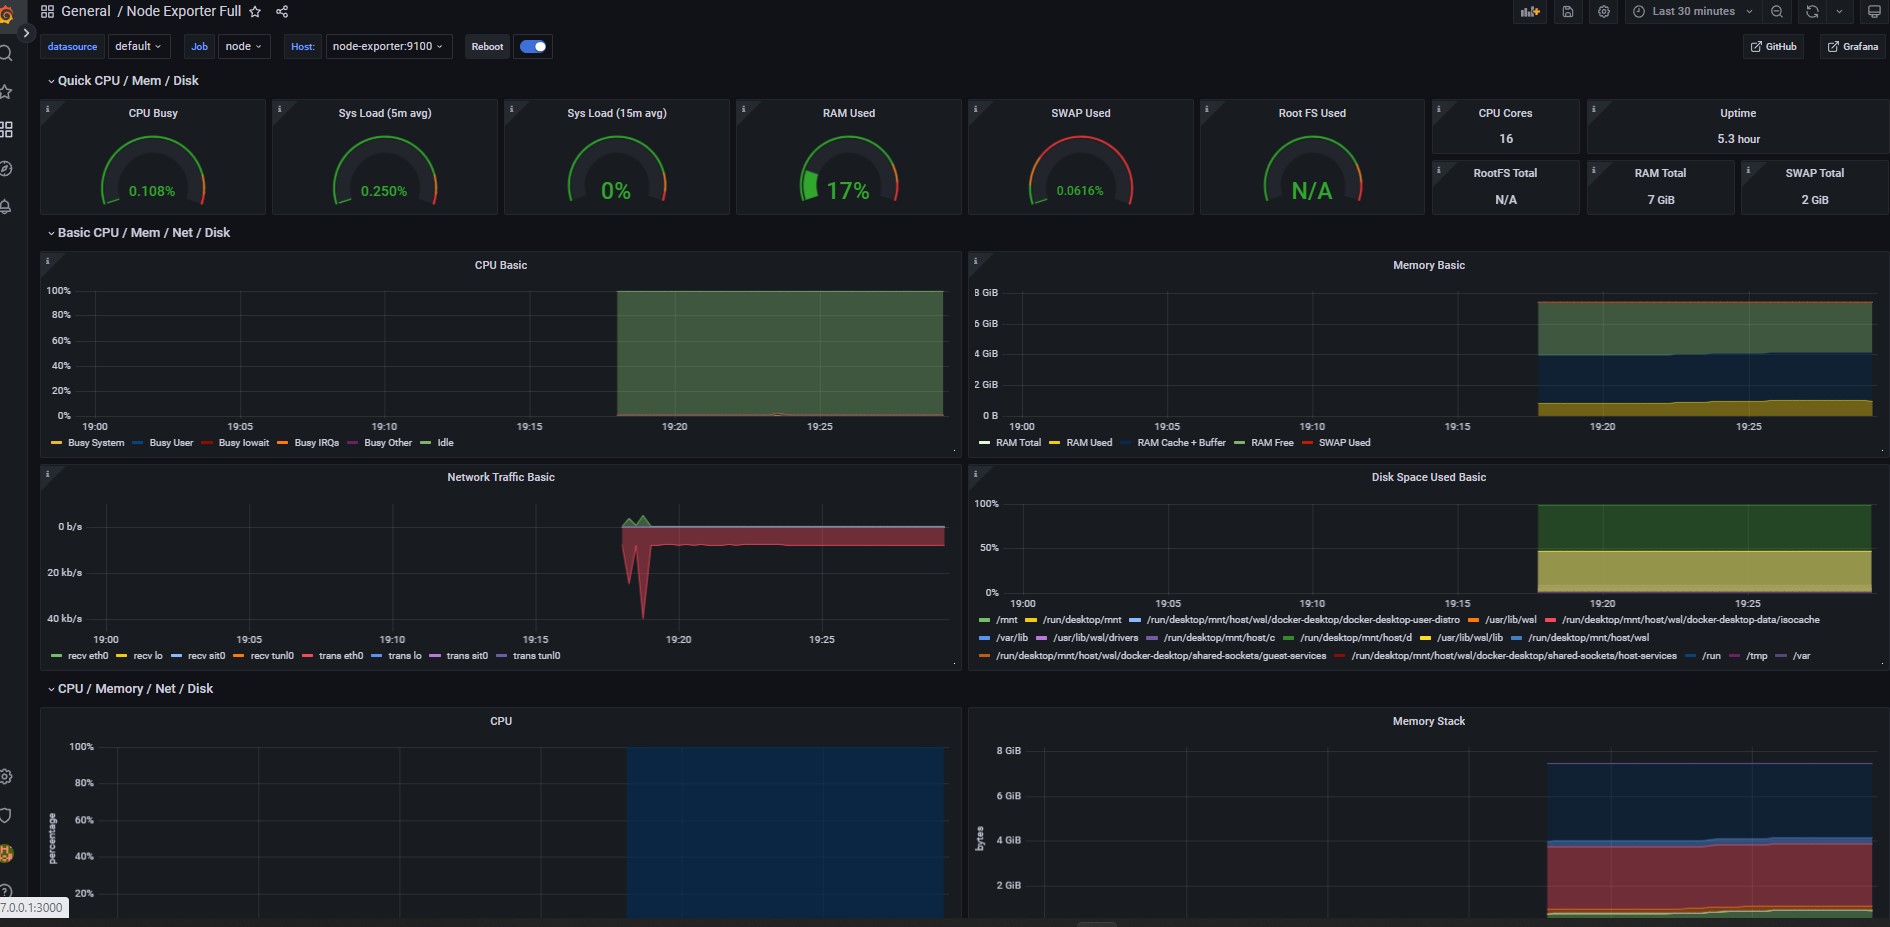 General / Node Exporter Full
Last 30 minutes
datasource default Job node Host: node-exporter:9100 Reboot GitHub Grafana
Quick CPU / Mem / Disk
CPU Busy
0.108%
Sys Load (5m avg)
0.250%
Sys Load (15m avg)
0%
RAM Used
17%
SWAP Used
0.0616%
Root FS Used
N/A
CPU Cores
16
Uptime
5.3 hour
RootFS Total
N/A
RAM Total
7 GiB
SWAP Total
2 GiB
Basic CPU / Mem / Net / Disk
CPU Basic
100%
80%
60%
40%
20%
0%
19:00 19:05 19:10 19:15 19:20 19:25
Busy System Busy User Busy Iowait Busy IRQs Busy Other Idle
Memory Basic
8 GiB
6 GiB
4 GiB
2 GiB
0 B
19:00 19:05 19:10 19:15 19:20 19:25
RAM Total RAM Used RAM Cache + Buffer RAM Free SWAP Used
Network Traffic Basic
0 b/s
20 kb/s
40 kb/s
19:00 19:05 19:10 19:15 19:20 19:25
recv eth0 recv lo recv sit0 recv tunl0 trans eth0 trans lo trans sit0 trans tunl0
Disk Space Used Basic
100%
50%
0%
19:00 19:05 19:10 19:15 19:20 19:25
/mnt /run/desktop/mnt /run/desktop/mnt/host/wsl/docker-desktop/docker-desktop-user-distro /usr/lib/wsl /run/desktop/mnt/host/wsl/docker-desktop-data/isocache
/var/lib /usr/lib/wsl/drivers /run/desktop/mnt/host/c /run/desktop/mnt/host/d /usr/lib/wsl/lib /run/desktop/mnt/host/wsl
/run/desktop/mnt/host/wsl/docker-desktop/shared-sockets/guest-services /run/desktop/mnt/host/wsl/docker-desktop/shared-sockets/host-services /run /tmp /var
CPU / Memory / Net / Disk
CPU
percentage
100%
80%
60%
40%
20%
Memory Stack
bytes
8 GiB
6 GiB
4 GiB
2 GiB
7.0.0.1:3000